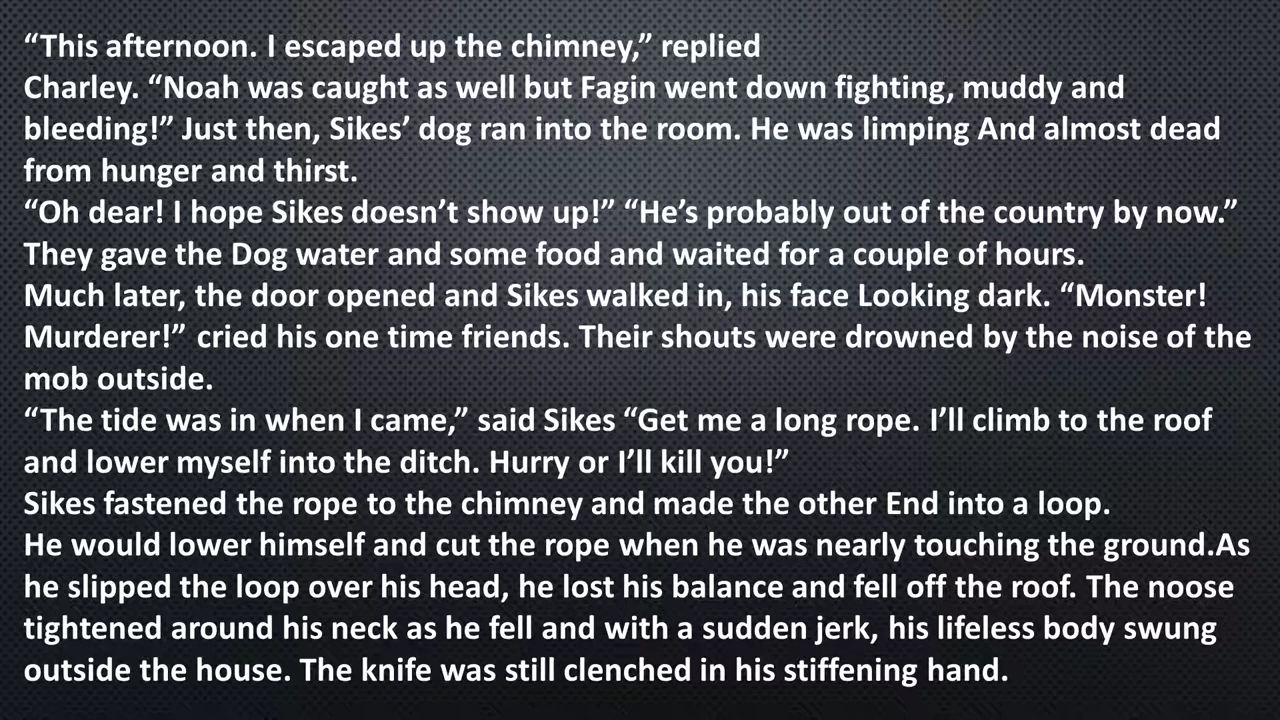 “This afternoon. I escaped up the chimney,” replied
Charley. “Noah was caught as well but Fagin went down fighting, muddy and
bleeding!” Just then, Sikes’ dog ran into the room. He was limping And almost dead
from hunger and thirst.
“Oh dear! I hope Sikes doesn’t show up!” “He’s probably out of the country by now.”
They gave the Dog water and some food and waited for a couple of hours.
Much later, the door opened and Sikes walked in, his face Looking dark. “Monster!
Murderer!” cried his one time friends. Their shouts were drowned by the noise of the
mob outside.
“The tide was in when I came,” said Sikes “Get me a long rope. I’ll climb to the roof
and lower myself into the ditch. Hurry or I’ll kill you!”
Sikes fastened the rope to the chimney and made the other End into a loop.
He would lower himself and cut the rope when he was nearly touching the ground.As
he slipped the loop over his head, he lost his balance and fell off the roof. The noose
tightened around his neck as he fell and with a sudden jerk, his lifeless body swung
outside the house. The knife was still clenched in his stiffening hand.